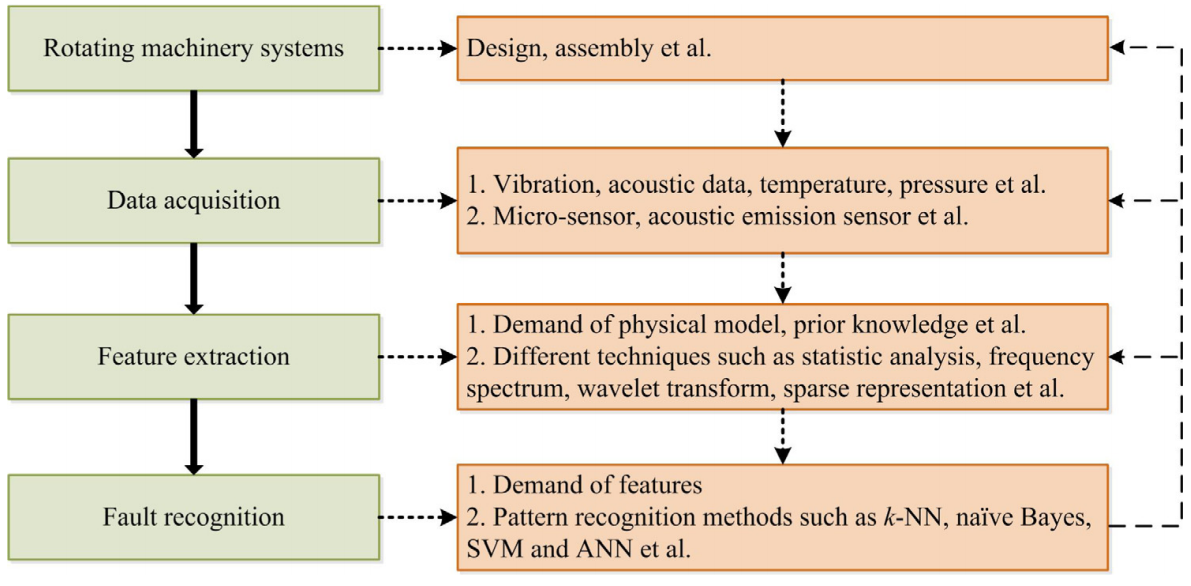 Rotating machinery systems
Design, assembly et al.
Data acquisition
1. Vibration, acoustic data, temperature, pressure et al.
2. Micro-sensor, acoustic emission sensor et al.
Feature extraction
1. Demand of physical model, prior knowledge et al.
2. Different techniques such as statistic analysis, frequency
spectrum, wavelet transform, sparse representation et al.
Fault recognition
1. Demand of features
2. Pattern recognition methods such as k-NN, naïve Bayes,
SVM and ANN et al.